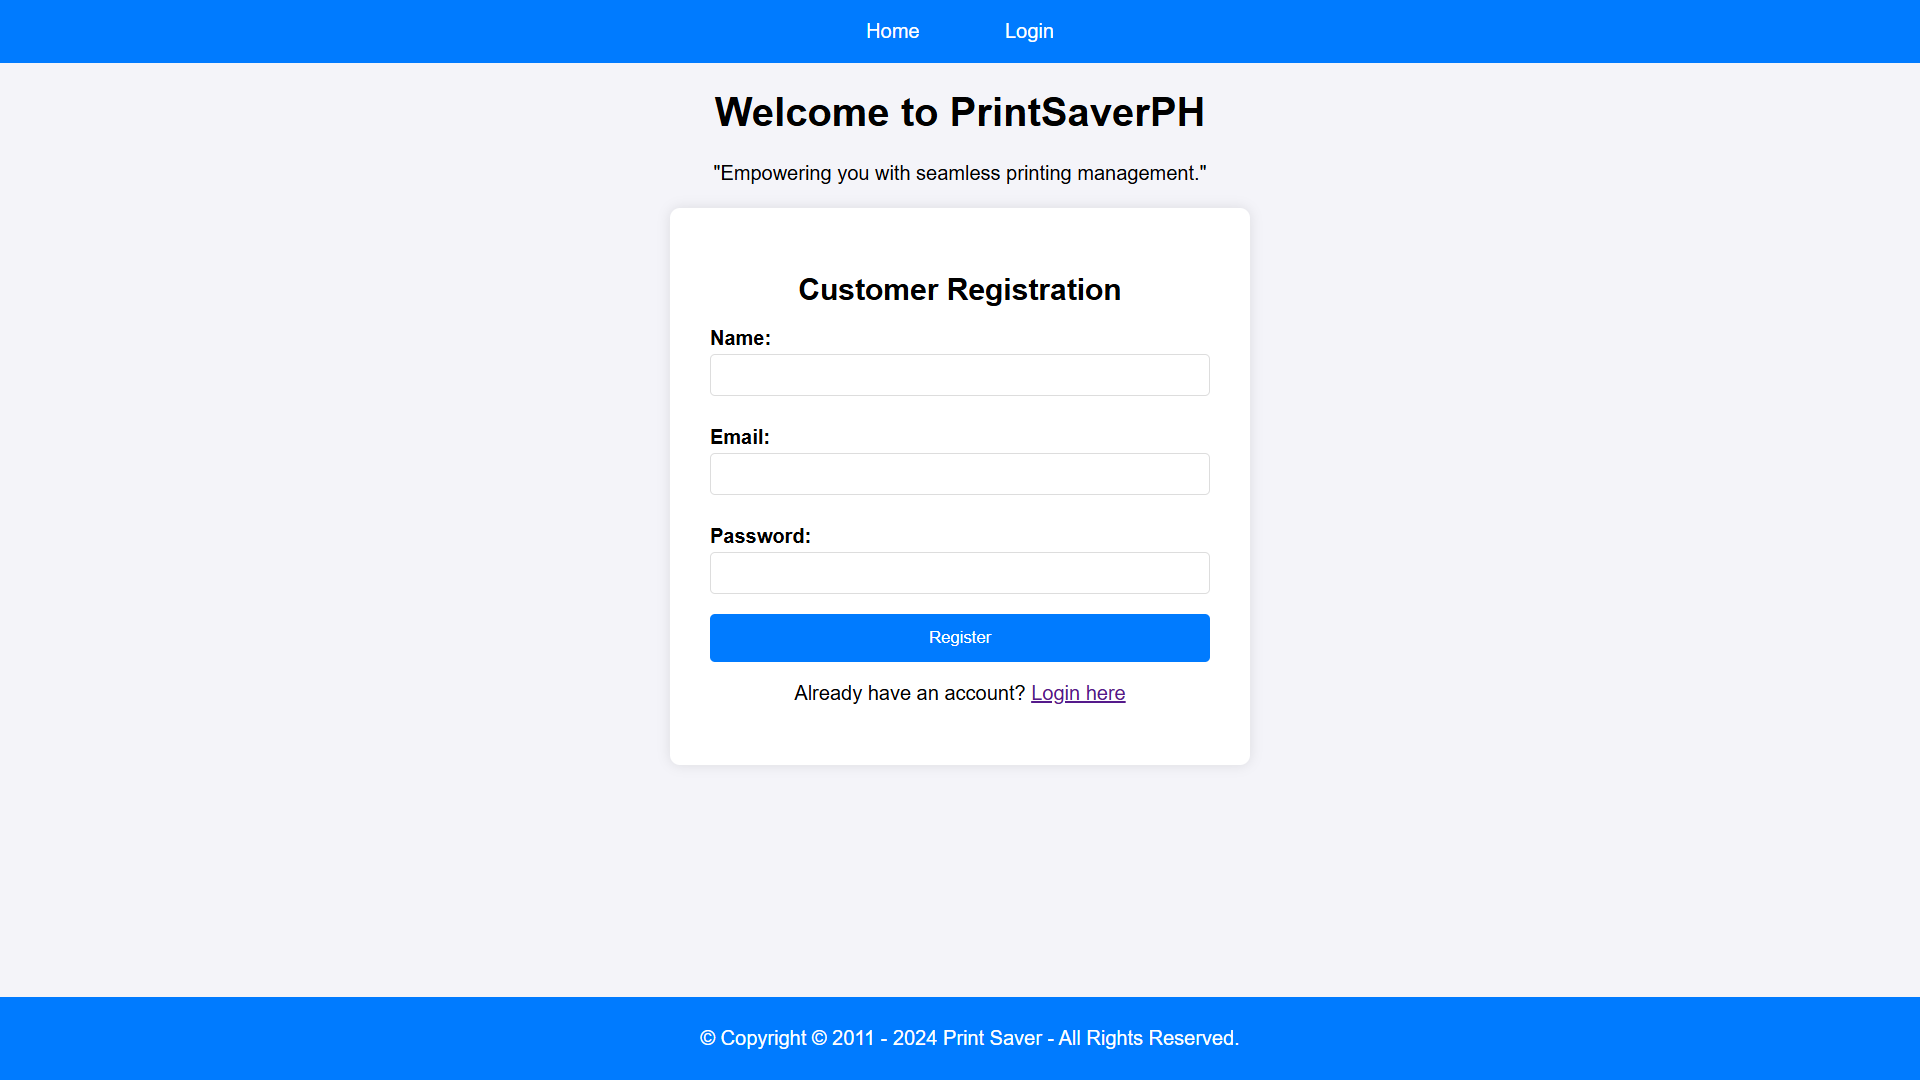 Home Login
Welcome to PrintSaverPH
"Empowering you with seamless printing management."
Customer Registration
Name:
Email:
Password:
Register
Already have an account? Login here
© Copyright © 2011 - 2024 Print Saver - All Rights Reserved.